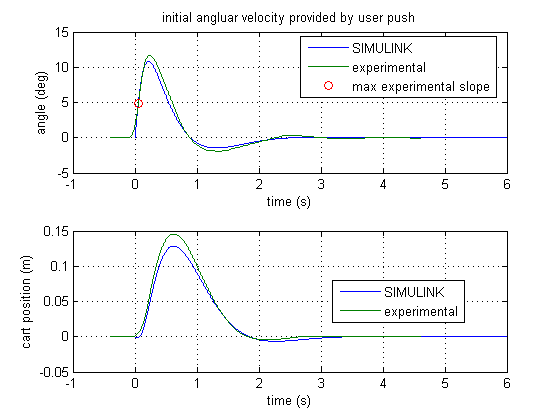 initial angluar velocity provided by user push
15
10
5
0
-5
angle (deg)
SIMULINK
experimental
max experimental slope
-1 0 1 2 3 4 5 6
time (s)
0.15
0.1
0.05
0
-0.05
cart position (m)
SIMULINK
experimental
-1 0 1 2 3 4 5 6
time (s)